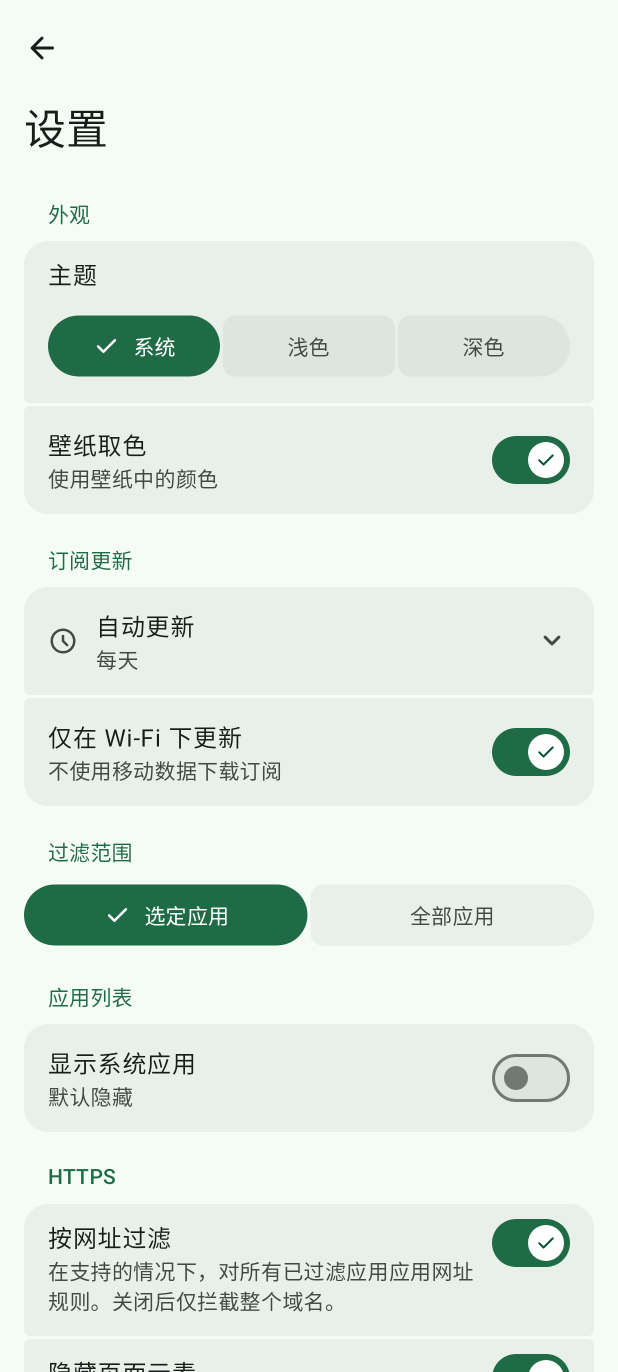 设置
外观
主题
系统
浅色
深色
壁纸取色
使用壁纸中的颜色
订阅更新
自动更新
每天
仅在 Wi-Fi 下更新
不使用移动数据下载订阅
过滤范围
选定应用
全部应用
应用列表
显示系统应用
默认隐藏
HTTPS
按网址过滤
在支持的情况下，对所有已过滤应用应用网址
规则。关闭后仅拦截整个域名。
隐藏页面元素